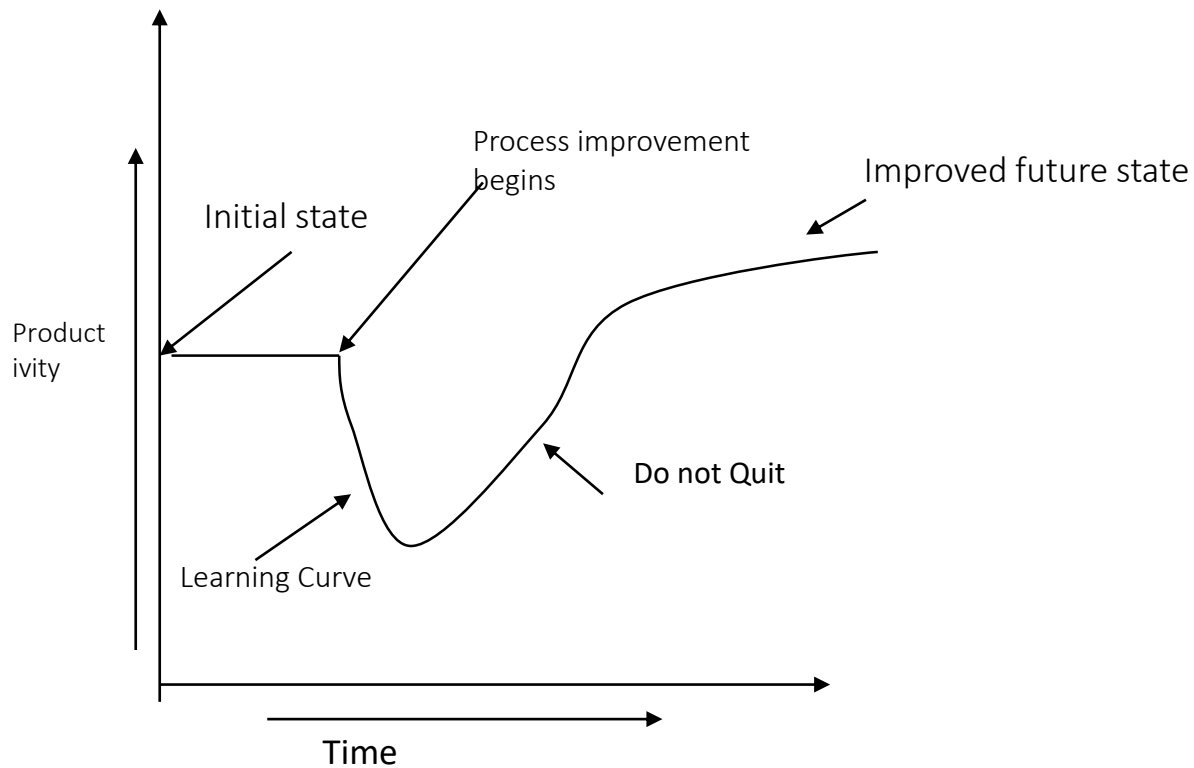 Process improvement
begins
Improved future state
Initial state
Product
ivity
Do not Quit
Learning Curve
Time